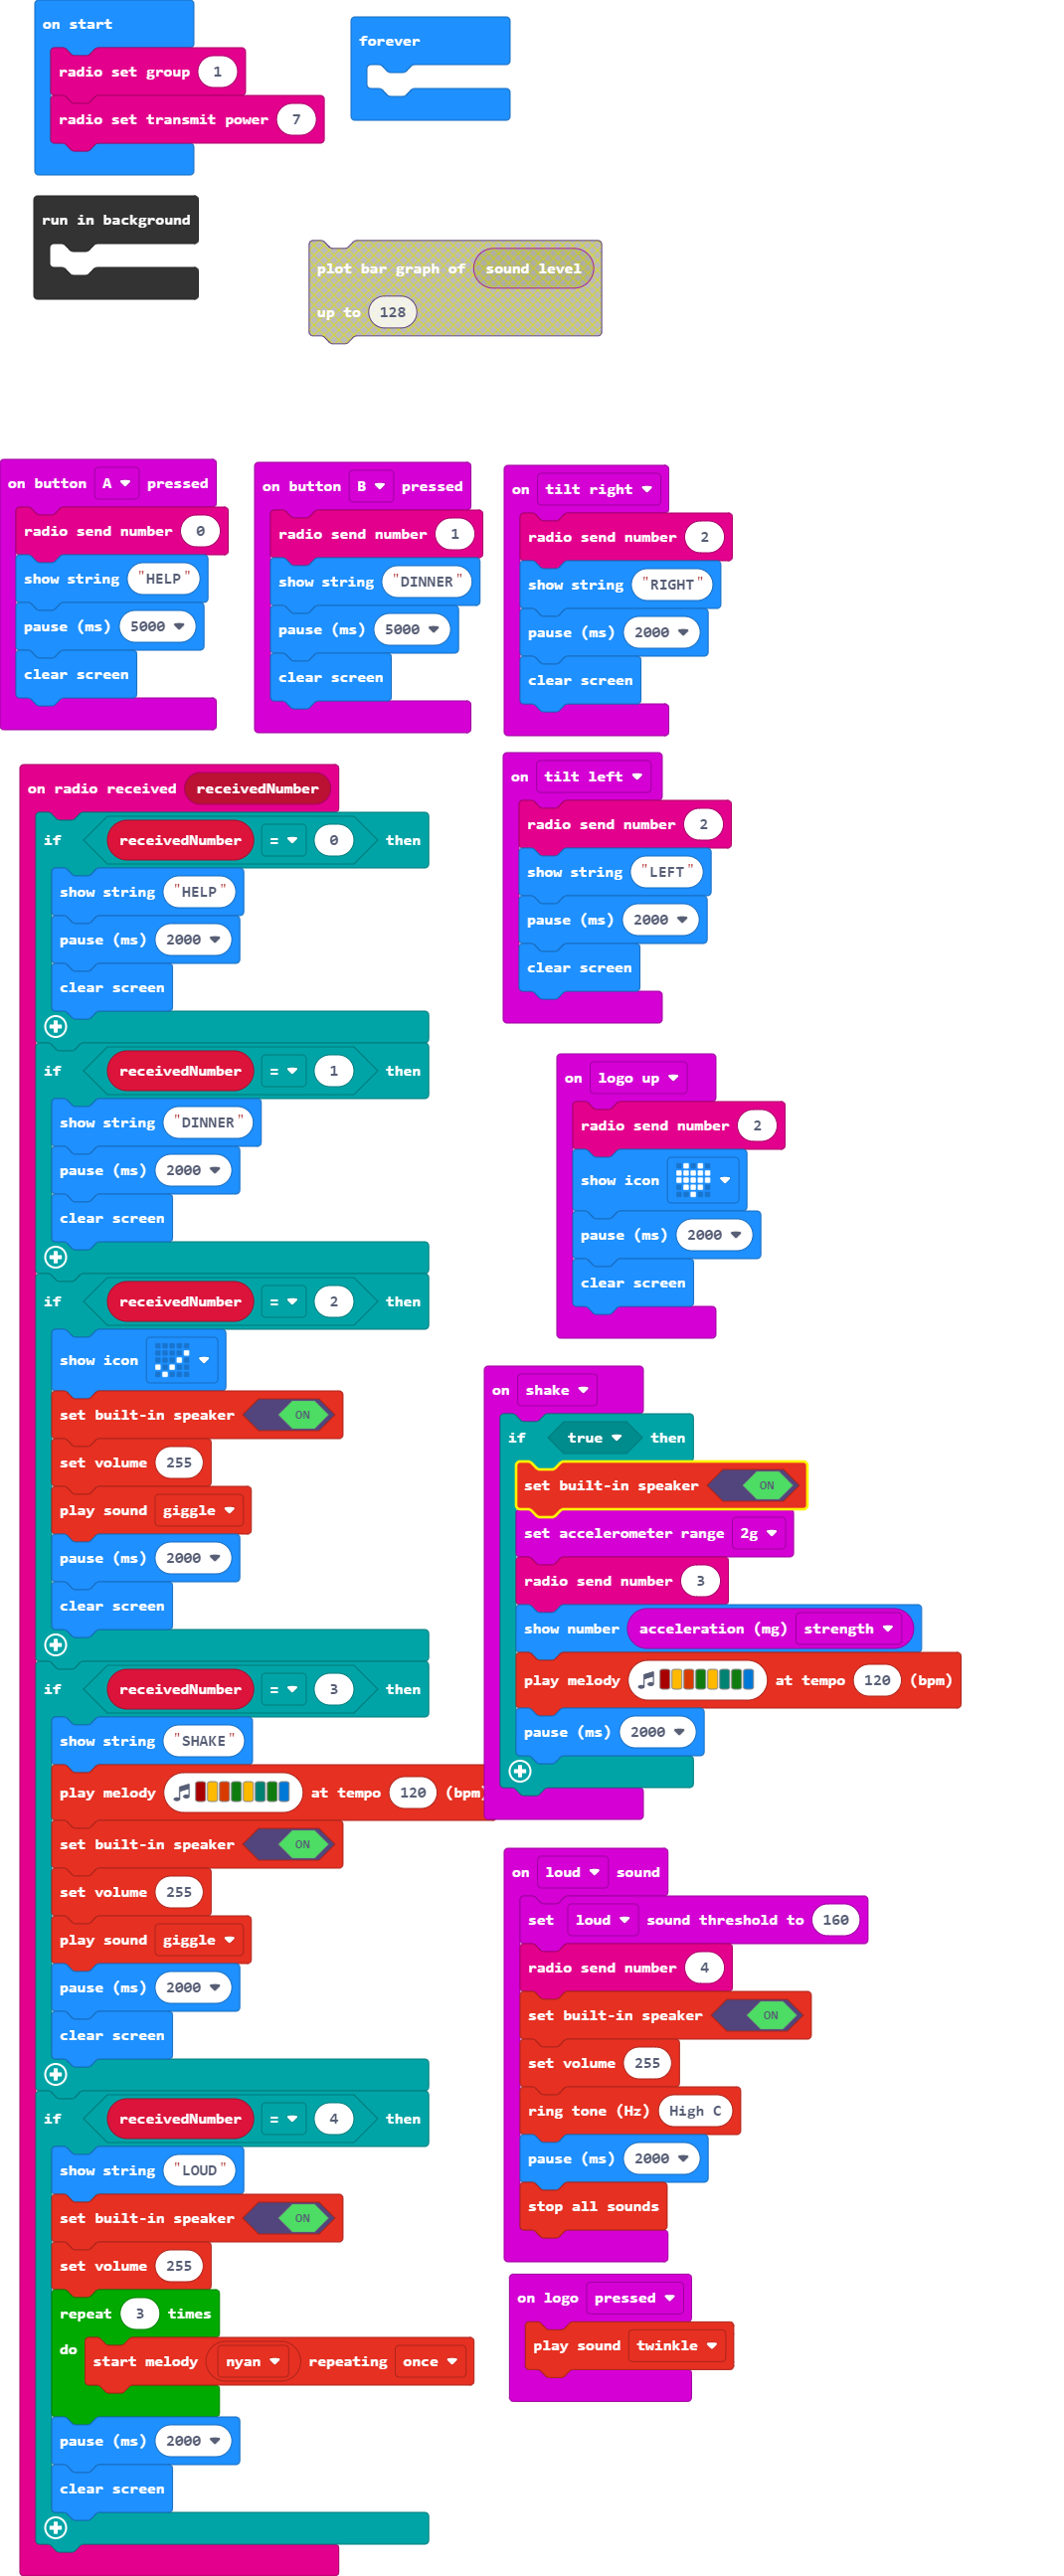 on start
radio set group 1
radio set transmit power 7
forever
run in background
plot bar graph of sound level
up to 128
on button A pressed
radio send number 0
show string "HELP"
pause (ms) 5000
clear screen
on button B pressed
radio send number 1
show string "DINNER"
pause (ms) 5000
clear screen
on tilt right
radio send number 2
show string "RIGHT"
pause (ms) 2000
clear screen
on radio received receivedNumber
if receivedNumber = 0 then
show string "HELP"
pause (ms) 2000
clear screen
if receivedNumber = 1 then
show string "DINNER"
pause (ms) 2000
clear screen
if receivedNumber = 2 then
show icon
set built-in speaker ON
set volume 255
play sound giggle
pause (ms) 2000
clear screen
if receivedNumber = 3 then
show string "SHAKE"
play melody at tempo 120 (bpm)
set built-in speaker ON
set volume 255
play sound giggle
pause (ms) 2000
clear screen
if receivedNumber = 4 then
show string "LOUD"
set built-in speaker ON
set volume 255
repeat 3 times
do
start melody nyan repeating once
pause (ms) 2000
clear screen
on tilt left
radio send number 2
show string "LEFT"
pause (ms) 2000
clear screen
on logo up
radio send number 2
show icon
pause (ms) 2000
clear screen
on shake
if true then
set built-in speaker ON
set accelerometer range 2g
radio send number 3
show number acceleration (mg) strength
play melody at tempo 120 (bpm)
pause (ms) 2000
on loud sound
set loud sound threshold to 160
radio send number 4
set built-in speaker ON
set volume 255
ring tone (Hz) High C
pause (ms) 2000
stop all sounds
on logo pressed
play sound twinkle